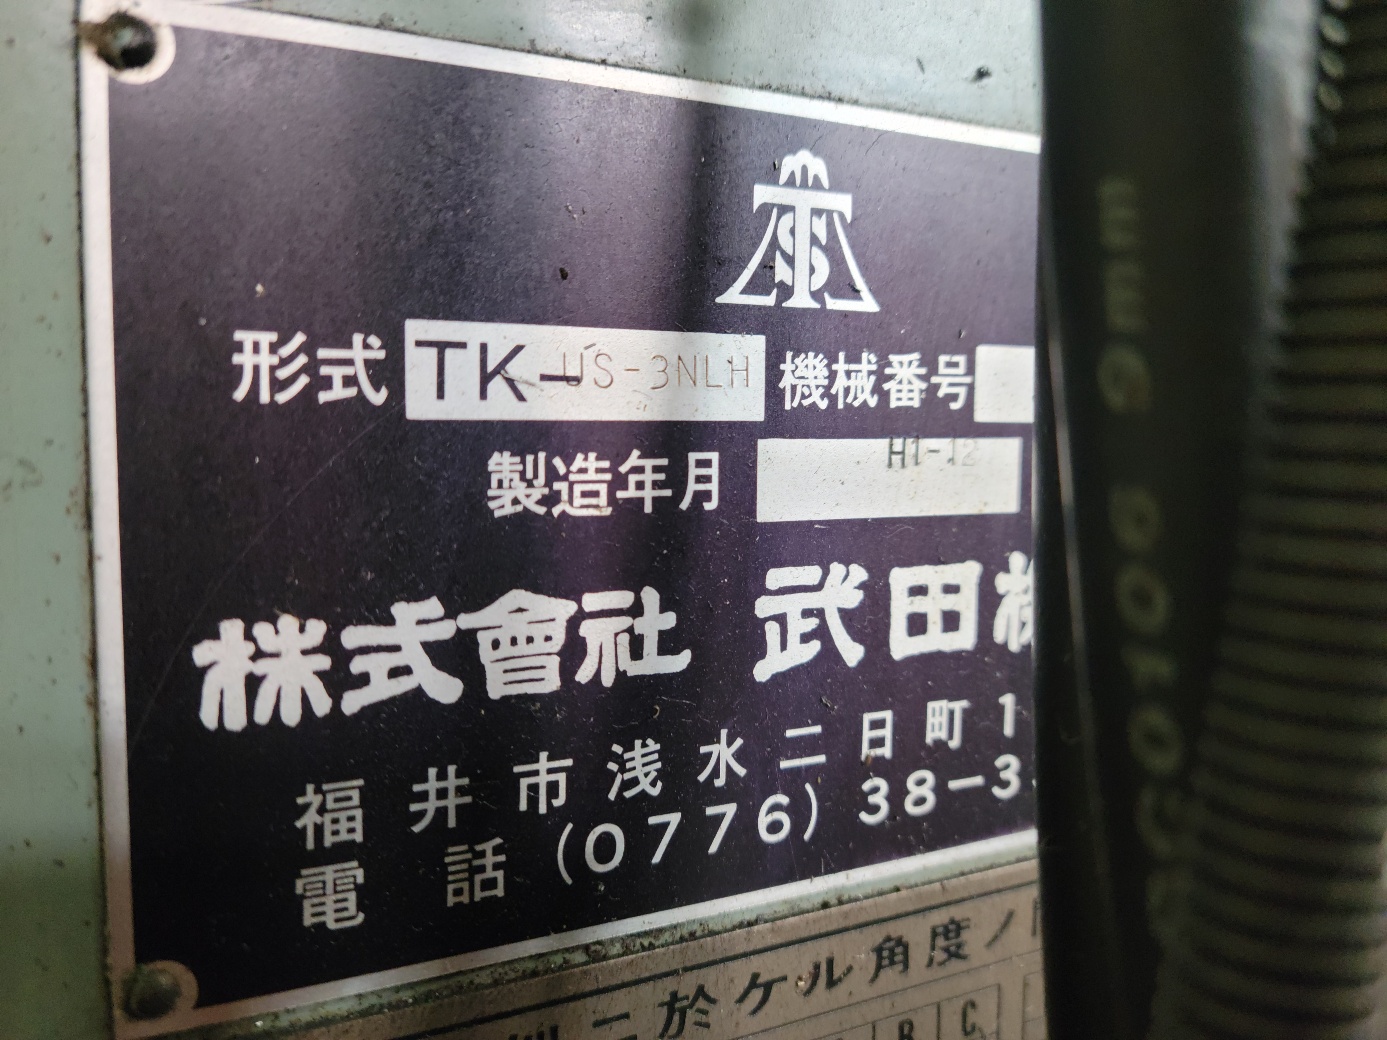 形式 TK-US-3NLH 機械番号
製造年月 H1-12
株式會社 武田
福井市浅水二日町1
電話 (0776) 38-3
ニ於ケル角度ノ
B C